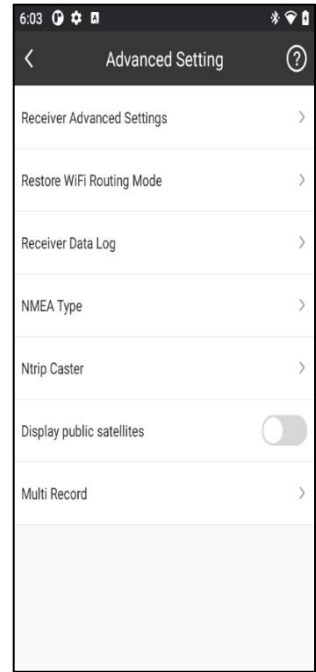 6:03
Advanced Setting
Receiver Advanced Settings
Restore WiFi Routing Mode
Receiver Data Log
NMEA Type
Ntrip Caster
Display public satellites
Multi Record